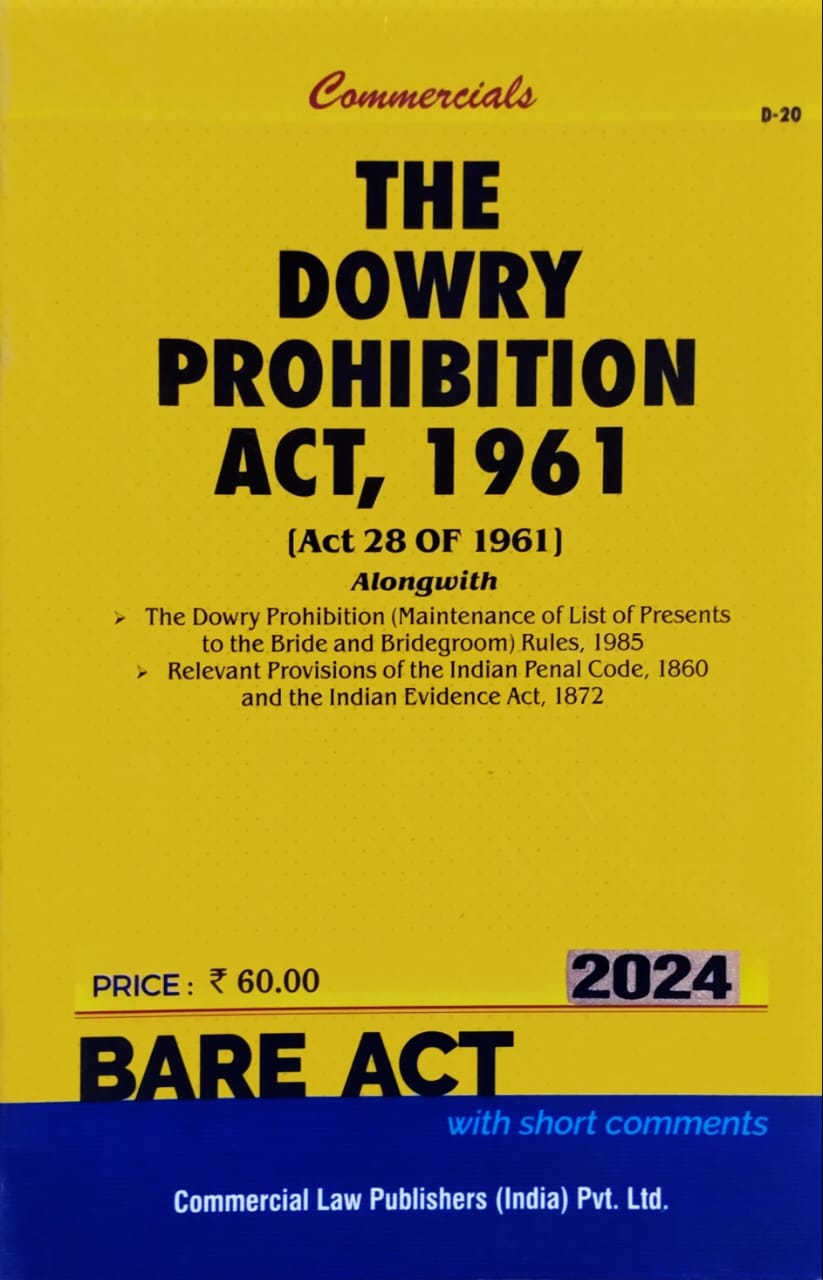 Commercials
D-20
THE
DOWRY
PROHIBITION
ACT, 1961
(Act 28 OF 1961)
Alongwith
➢ The Dowry Prohibition (Maintenance of List of Presents
to the Bride and Bridegroom) Rules, 1985
➢ Relevant Provisions of the Indian Penal Code, 1860
and the Indian Evidence Act, 1872
PRICE : ₹ 60.00
2024
BARE ACT
with short comments
Commercial Law Publishers (India) Pvt. Ltd.